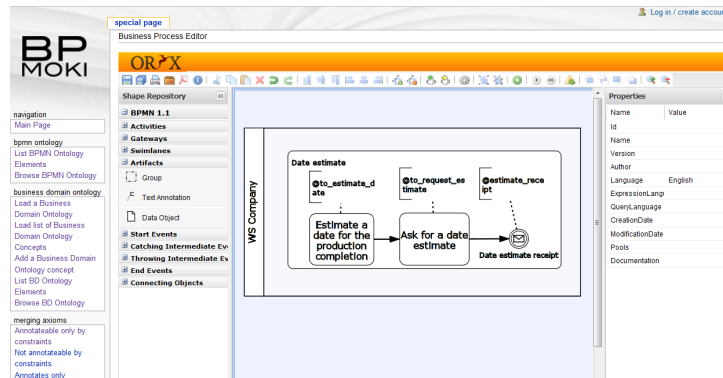 Log in / create accou
special page
Business Process Editor
BP
MOKI
ORYX
Shape Repository
Properties
BPMN 1.1
Name Value
navigation
Main Page
Activities
Id
Gateways
Name
bpmn ontology
Swimlanes
Version
List BPMN Ontology
Elements
Browse BPMN Ontology
Artifacts
Author
Group
Language English
ExpressionLangu
business domain ontology
Text Annotation
QueryLanguage
Load a Business
Domain Ontology
Data Object
CreationDate
Load list of Business
Domain Ontology
Concepts
Start Events
ModificationDate
Catching Intermediate Eve
Pools
Add a Business Domain
Ontology concept
Throwing Intermediate Ev
Documentation
List BD Ontology
Elements
End Events
Browse BD Ontology
Connecting Objects
merging axioms
Annotateable only by
constraints
Not annotateable by
constraints
Annotates only
WS Company
Date estimate
@to_estimate_d
ate
@to_request_es
timate
@estimate_rece
ipt
Estimate a
date for the
production
completion
Ask for a date
estimate
Date estimate receipt